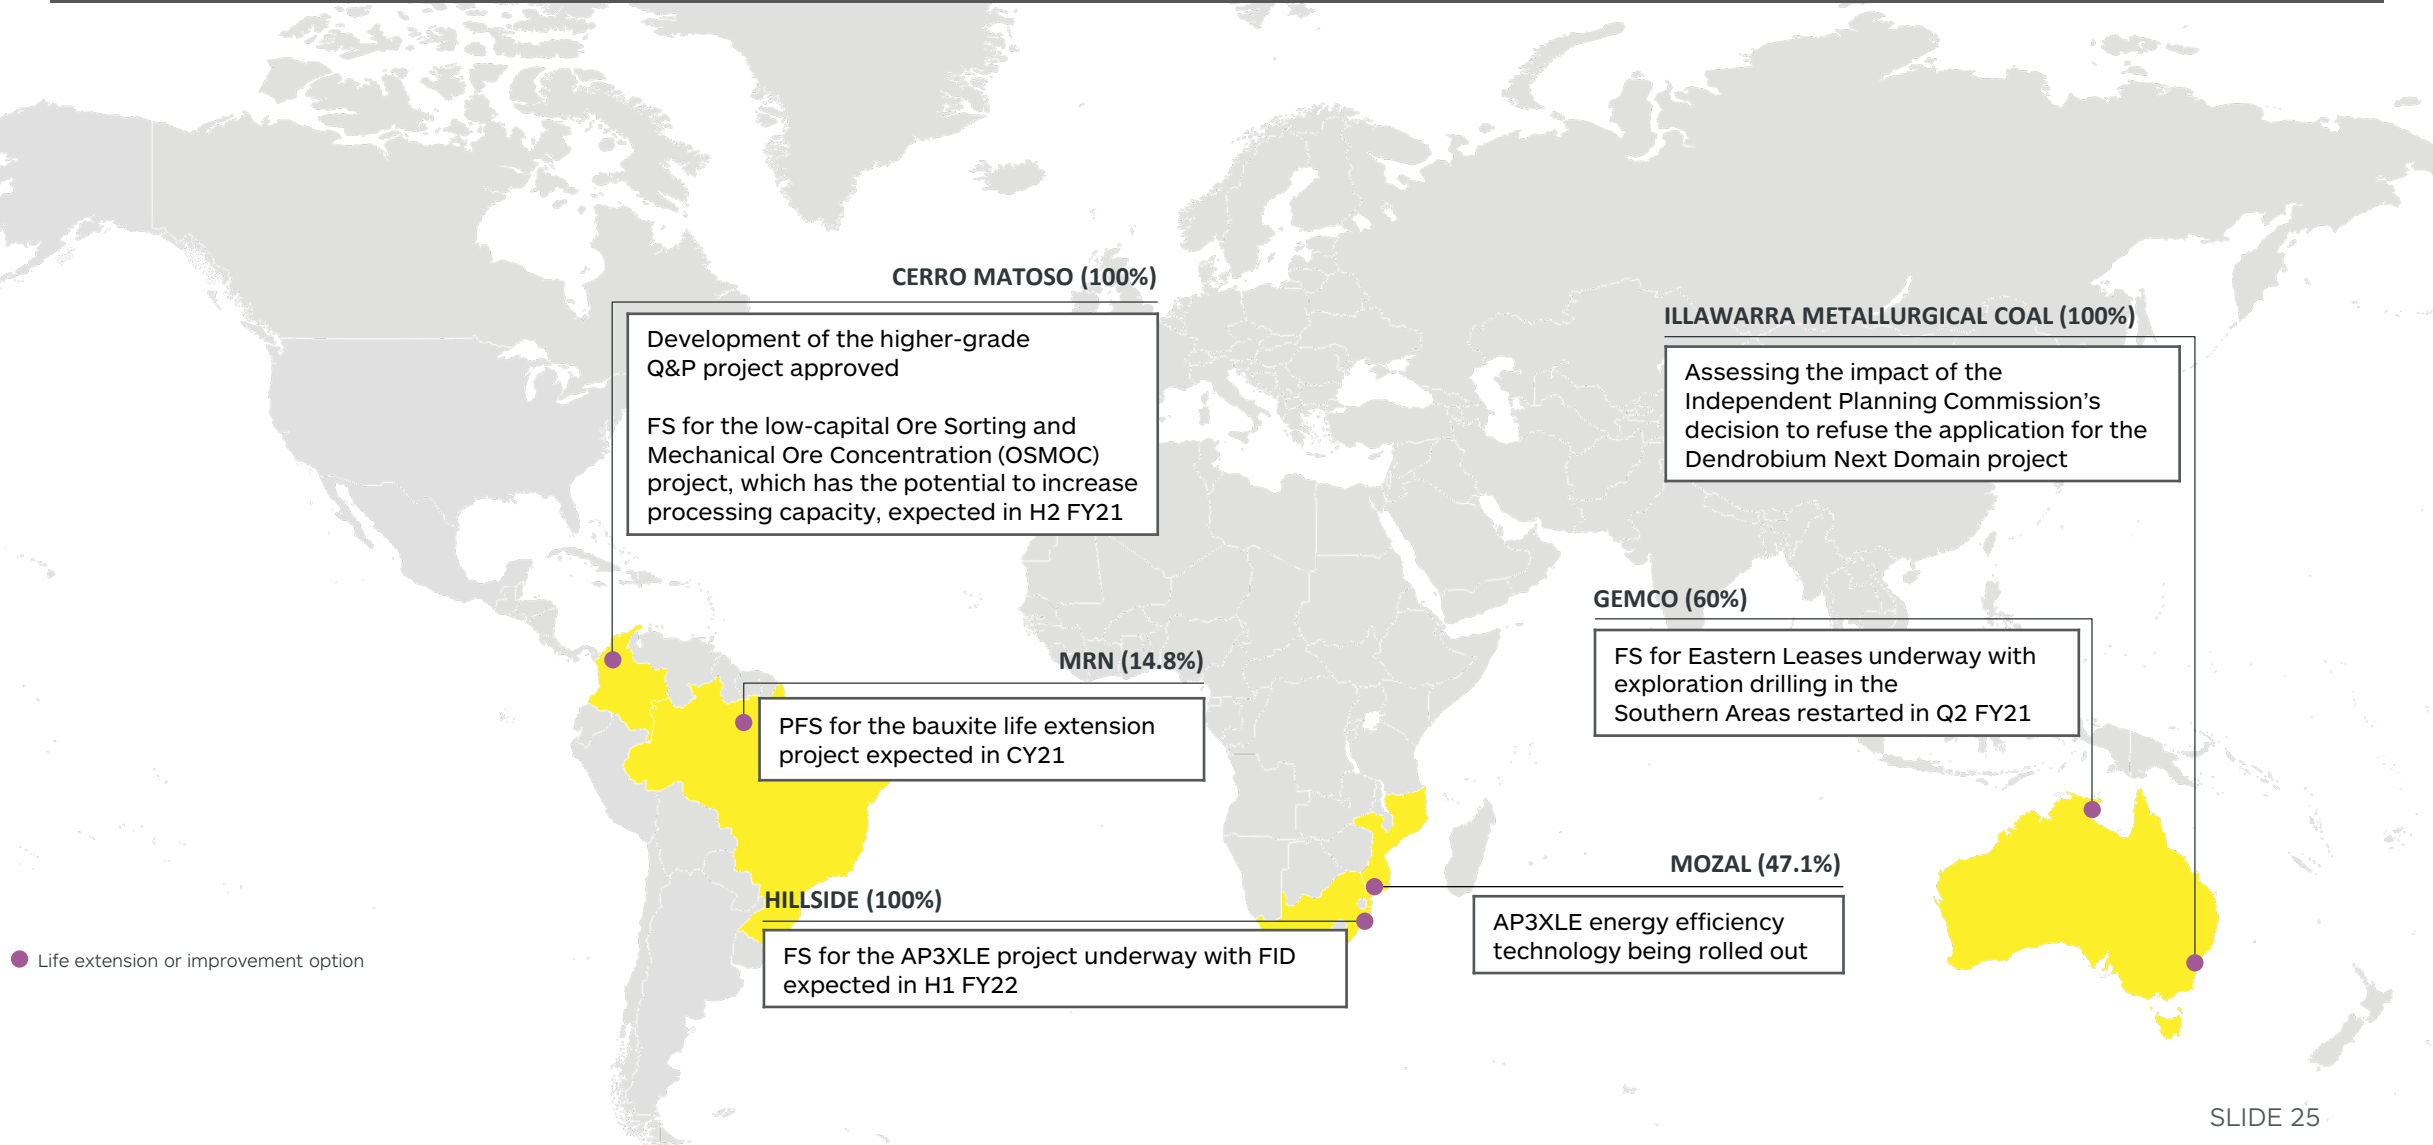 CERRO MATOSO (100%)
Development of the higher-grade
Q&P project approved
FS for the low-capital Ore Sorting and
Mechanical Ore Concentration (OSMOC)
project, which has the potential to increase
processing capacity, expected in H2 FY21
ILLAWARRA METALLURGICAL COAL (100%)
Assessing the impact of the
Independent Planning Commission’s
decision to refuse the application for the
Dendrobium Next Domain project
GEMCO (60%)
FS for Eastern Leases underway with
exploration drilling in the
Southern Areas restarted in Q2 FY21
MRN (14.8%)
PFS for the bauxite life extension
project expected in CY21
MOZAL (47.1%)
AP3XLE energy efficiency
technology being rolled out
HILLSIDE (100%)
FS for the AP3XLE project underway with FID
expected in H1 FY22
Life extension or improvement option
SLIDE 25